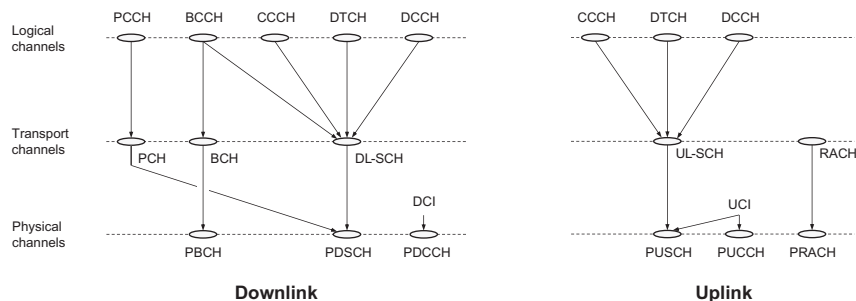 PCCH BCCH CCCH DTCH DCCH CCCH DTCH DCCH
Logical
channels
Transport
channels
PCH BCH DL-SCH UL-SCH RACH
DCI UCI
Physical
channels
PBCH PDSCH PDCCH PUSCH PUCCH PRACH
Downlink Uplink